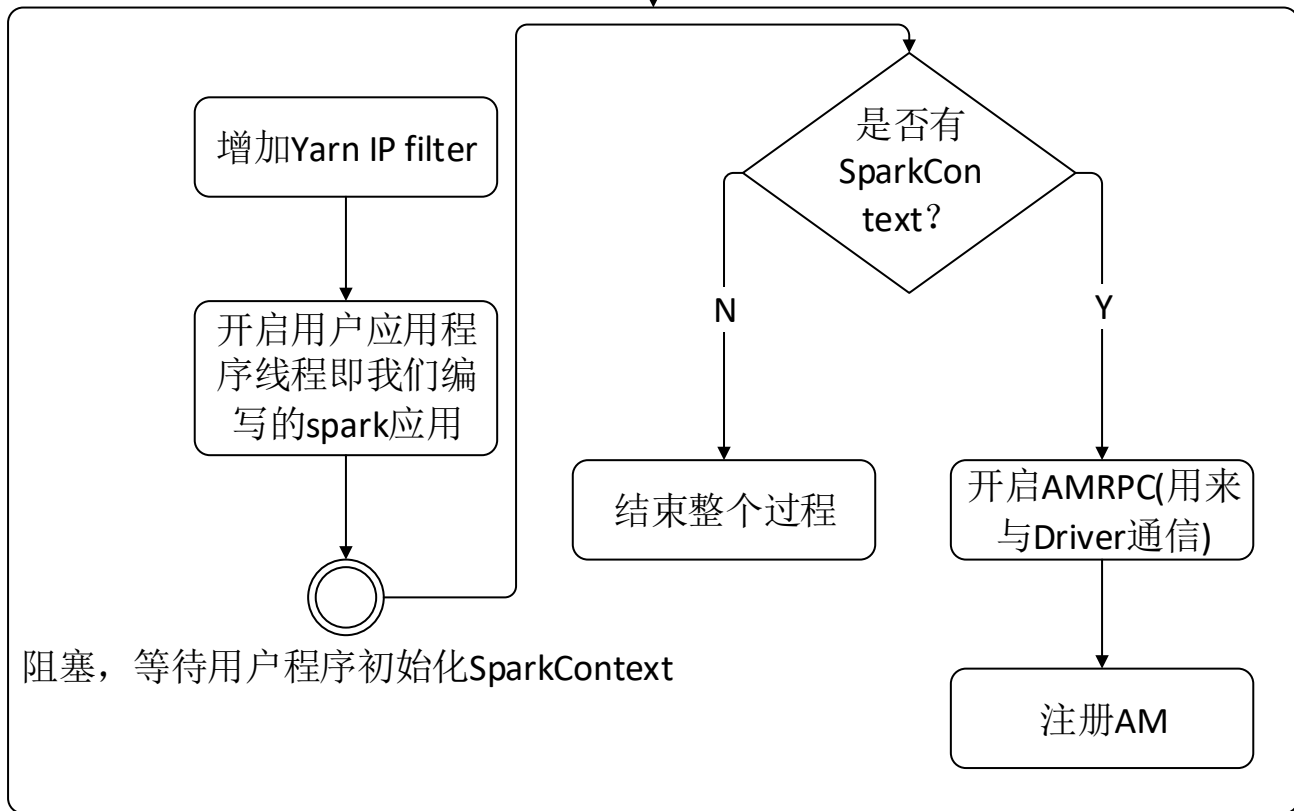 增加Yarn IP filter
开启用户应用程
序线程即我们编
写的spark应用
阻塞，等待用户程序初始化SparkContext
是否有
SparkCon
text？
N
Y
结束整个过程
开启AMRPC(用来
与Driver通信)
注册AM